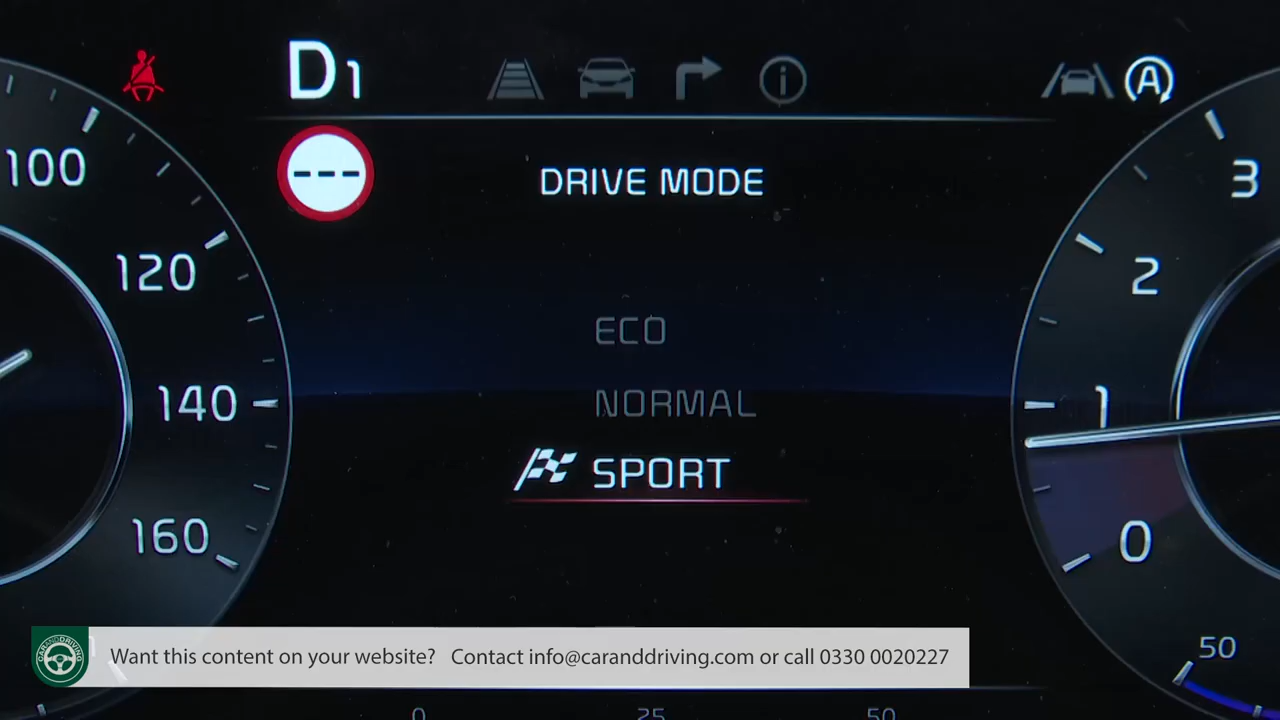 D1
A
i
100
---
DRIVE MODE
3
120
2
ECO
140
NORMAL
1
SPORT
160
0
CARANDDRIVING
Want this content on your website? Contact info@caranddriving.com or call 0330 0020227
50
0
25
50